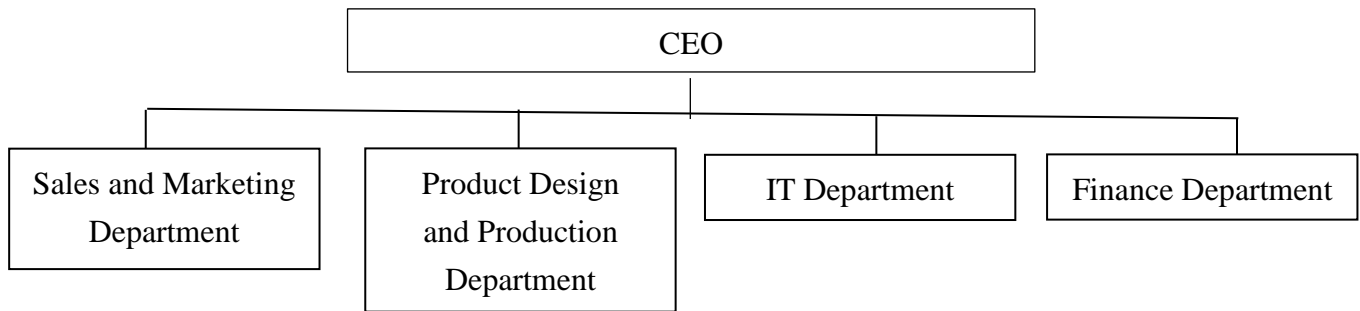 CEO
Sales and Marketing
Department
Product Design
and Production
Department
IT Department
Finance Department